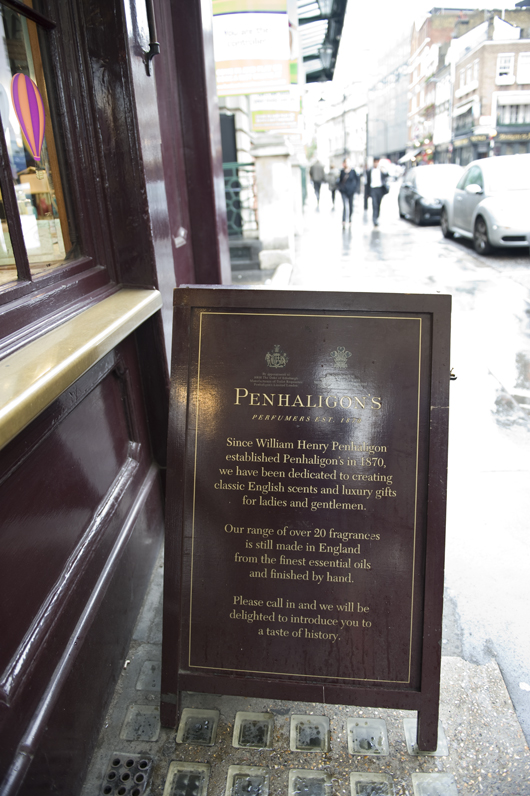 PENHALIGON'S
PERFUMERS EST. 1870
Since William Henry Penhaligon
established Penhaligon's in 1870,
we have been dedicated to creating
classic English scents and luxury gifts
for ladies and gentlemen.
Our range of over 20 fragrances
is still made in England
from the finest essential oils
and finished by hand.
Please call in and we will be
delighted to introduce you to
a taste of history.